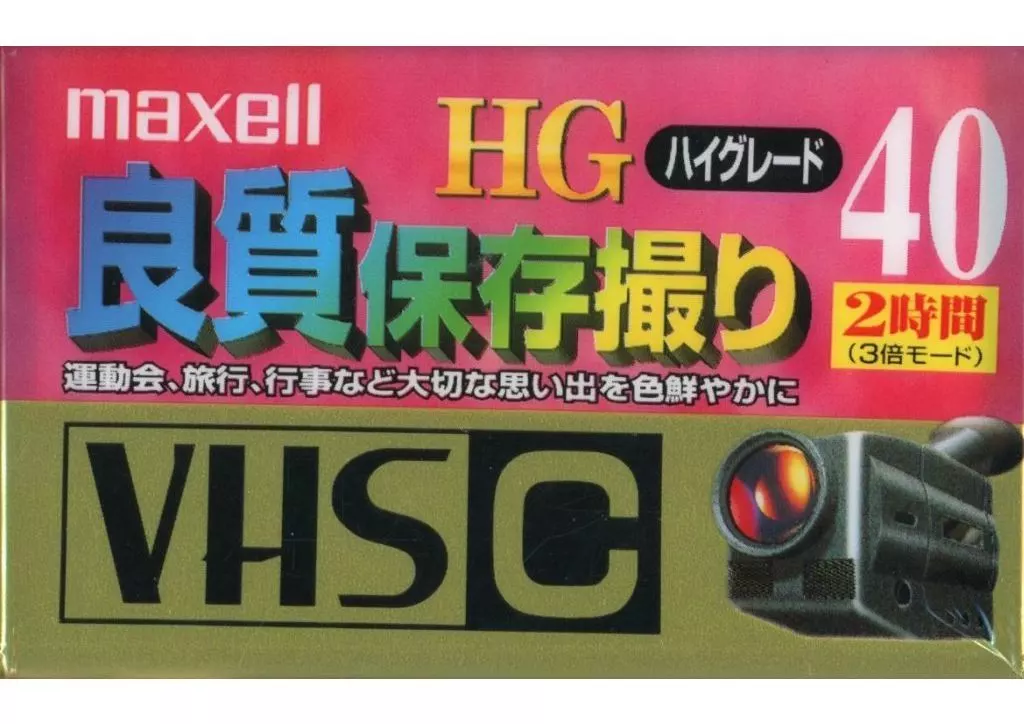 maxell
HG ハイグレード 40
良質保存撮り
2時間
(3倍モード)
運動会、旅行、行事など大切な思い出を色鮮やかに
VHS C